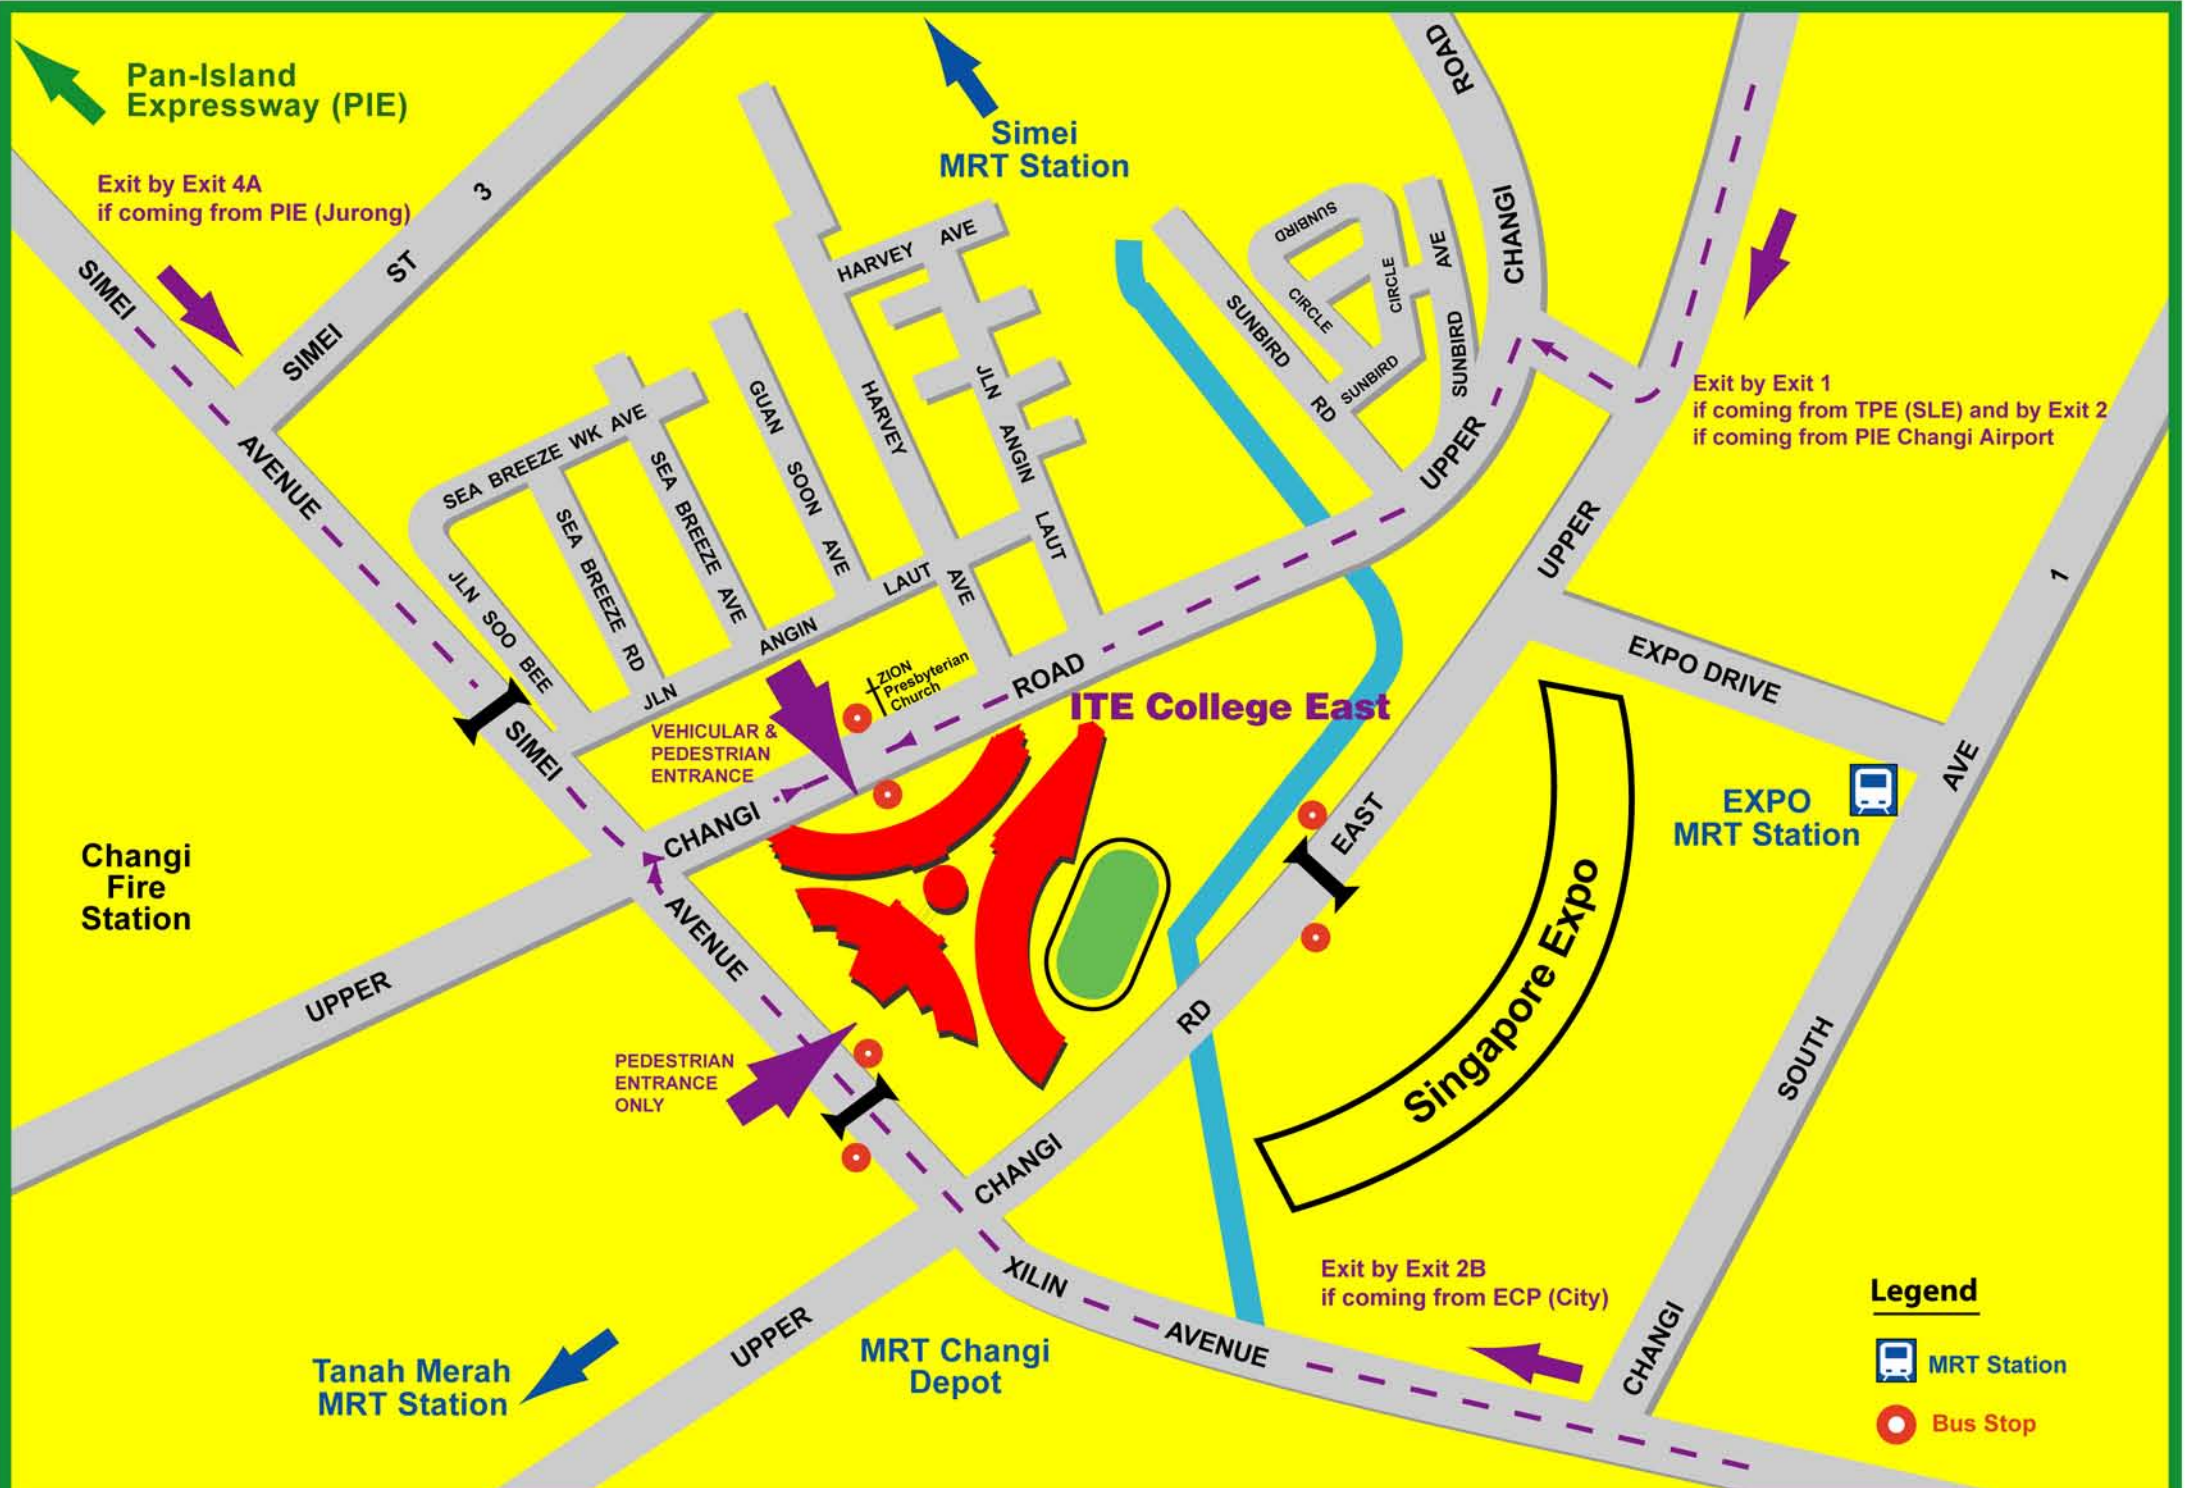 Pan-Island
Expressway (PIE)
Exit by Exit 4A
if coming from PIE (Jurong)
SIMEI
AVENUE
SIMEI
AVENUE
SIMEI ST 3
Simei
MRT Station
ROAD
CHANGI
UPPER
HARVEY AVE
HARVEY
AVE
JLN ANGIN LAUT
GUAN SOON AVE
SEA BREEZE WK AVE
SEA BREEZE AVE
SEA BREEZE RD
JLN SOO BEE
JLN ANGIN LAUT
SUNBIRD RD
SUNBIRD
CIRCLE
CIRCLE
SUNBIRD
SUNBIRD AVE
Exit by Exit 1
if coming from TPE (SLE) and by Exit 2
if coming from PIE Changi Airport
ZION
Presbyterian
Church
VEHICULAR &
PEDESTRIAN
ENTRANCE
ITE College East
UPPER
CHANGI
ROAD
UPPER
CHANGI
RD
EAST
UPPER
EXPO DRIVE
EXPO
MRT Station
CHANGI
SOUTH
AVE
1
Singapore Expo
Changi
Fire
Station
PEDESTRIAN
ENTRANCE
ONLY
XILIN
AVENUE
Exit by Exit 2B
if coming from ECP (City)
MRT Changi
Depot
Tanah Merah
MRT Station
Legend
MRT Station
Bus Stop